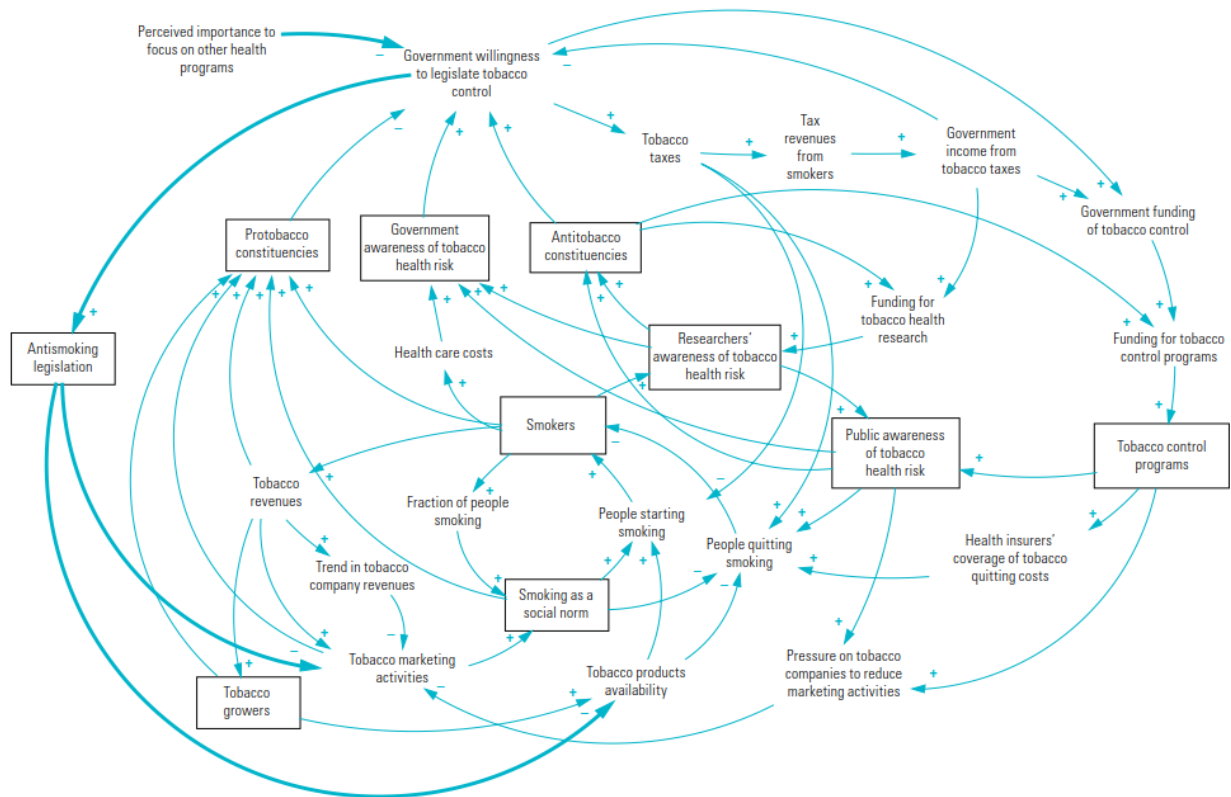 Perceived importance to
focus on other health
programs
Government willingness
to legislate tobacco
control
Tobacco
taxes
Tax
revenues
from
smokers
Government
income from
tobacco taxes
Government funding
of tobacco control
Protobacco
constituencies
Government
awareness of tobacco
health risk
Antitobacco
constituencies
Funding for
tobacco health
research
Funding for tobacco
control programs
Antismoking
legislation
Health care costs
Researchers’
awareness of tobacco
health risk
Smokers
Public awareness
of tobacco
health risk
Tobacco control
programs
Tobacco
revenues
Fraction of people
smoking
People starting
smoking
People quitting
smoking
Health insurers’
coverage of tobacco
quitting costs
Trend in tobacco
company revenues
Smoking as a
social norm
Tobacco marketing
activities
Tobacco products
availability
Pressure on tobacco
companies to reduce
marketing activities
Tobacco
growers